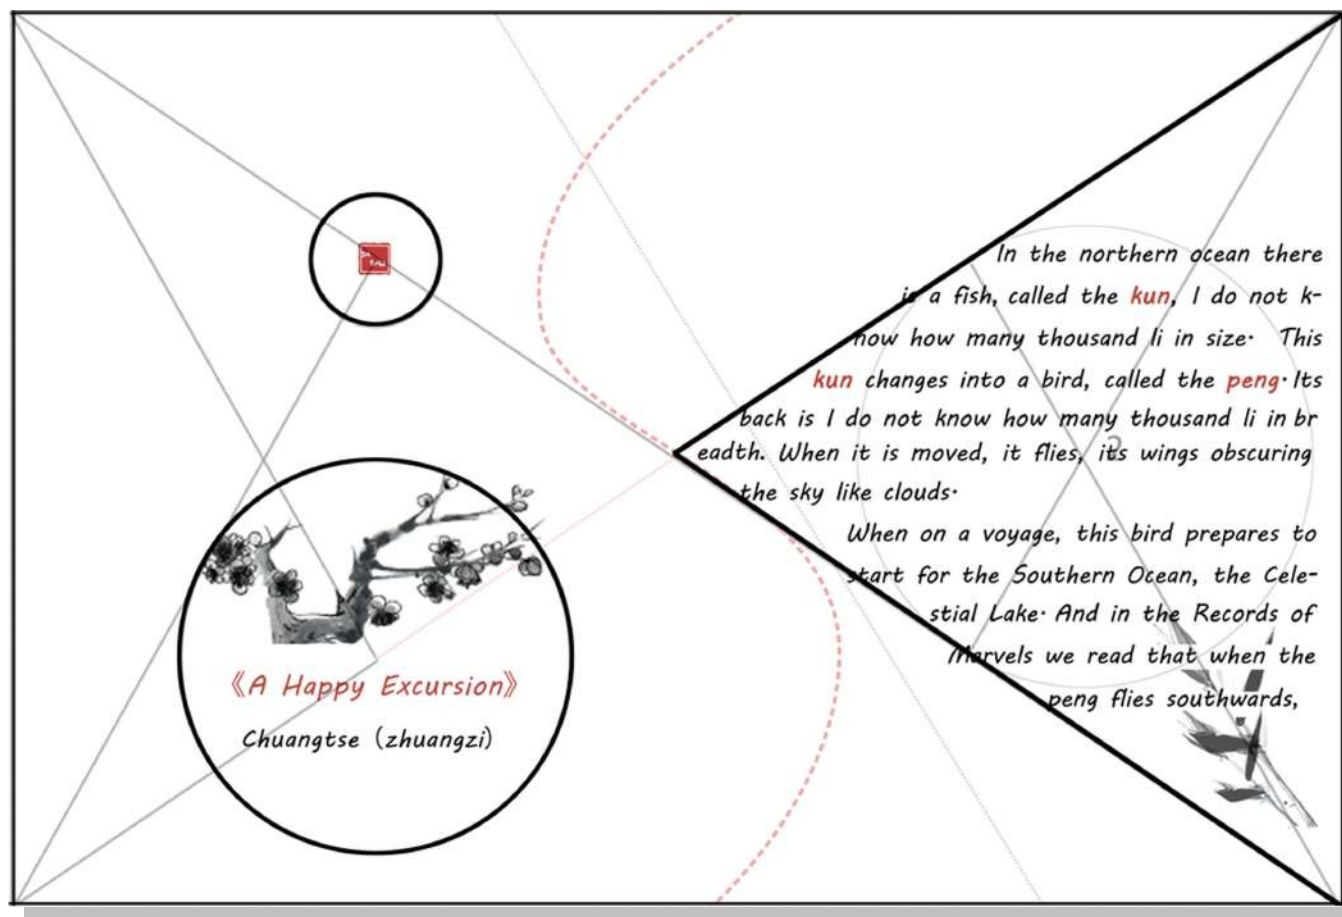 《A Happy Excursion》
Chuangtse (zhuangzi)
In the northern ocean there
is a fish, called the kun, I do not k-
now how many thousand li in size· This
kun changes into a bird, called the peng·Its
back is I do not know how many thousand li in br
eadth. When it is moved, it flies, its wings obscuring
the sky like clouds·
When on a voyage, this bird prepares to
start for the Southern Ocean, the Cele-
stial Lake· And in the Records of
Marvels we read that when the
peng flies southwards,